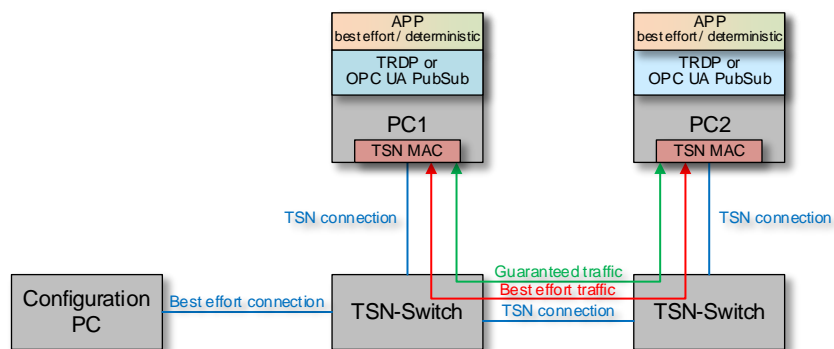 APP
best effort / deterministic
TRDP or
OPC UA PubSub
PC1
TSN MAC
APP
best effort / deterministic
TRDP or
OPC UA PubSub
PC2
TSN MAC
TSN connection
TSN connection
Guaranteed traffic
Best effort traffic
TSN connection
Configuration
PC
Best effort connection
TSN-Switch
TSN-Switch